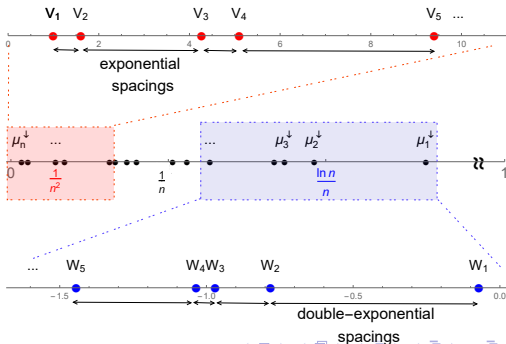 V₁ V₂ V₃ V₄ V₅ ...
0 2 4 6 8 10
exponential
spacings
μₙ↓ ... μ₃↓ μ₂↓ μ₁↓
0 1/n² 1/n ln n/n 1
... W₅ W₄ W₃ W₂ W₁
−1.5 −1.0 −0.5 0.0
double-exponential
spacings